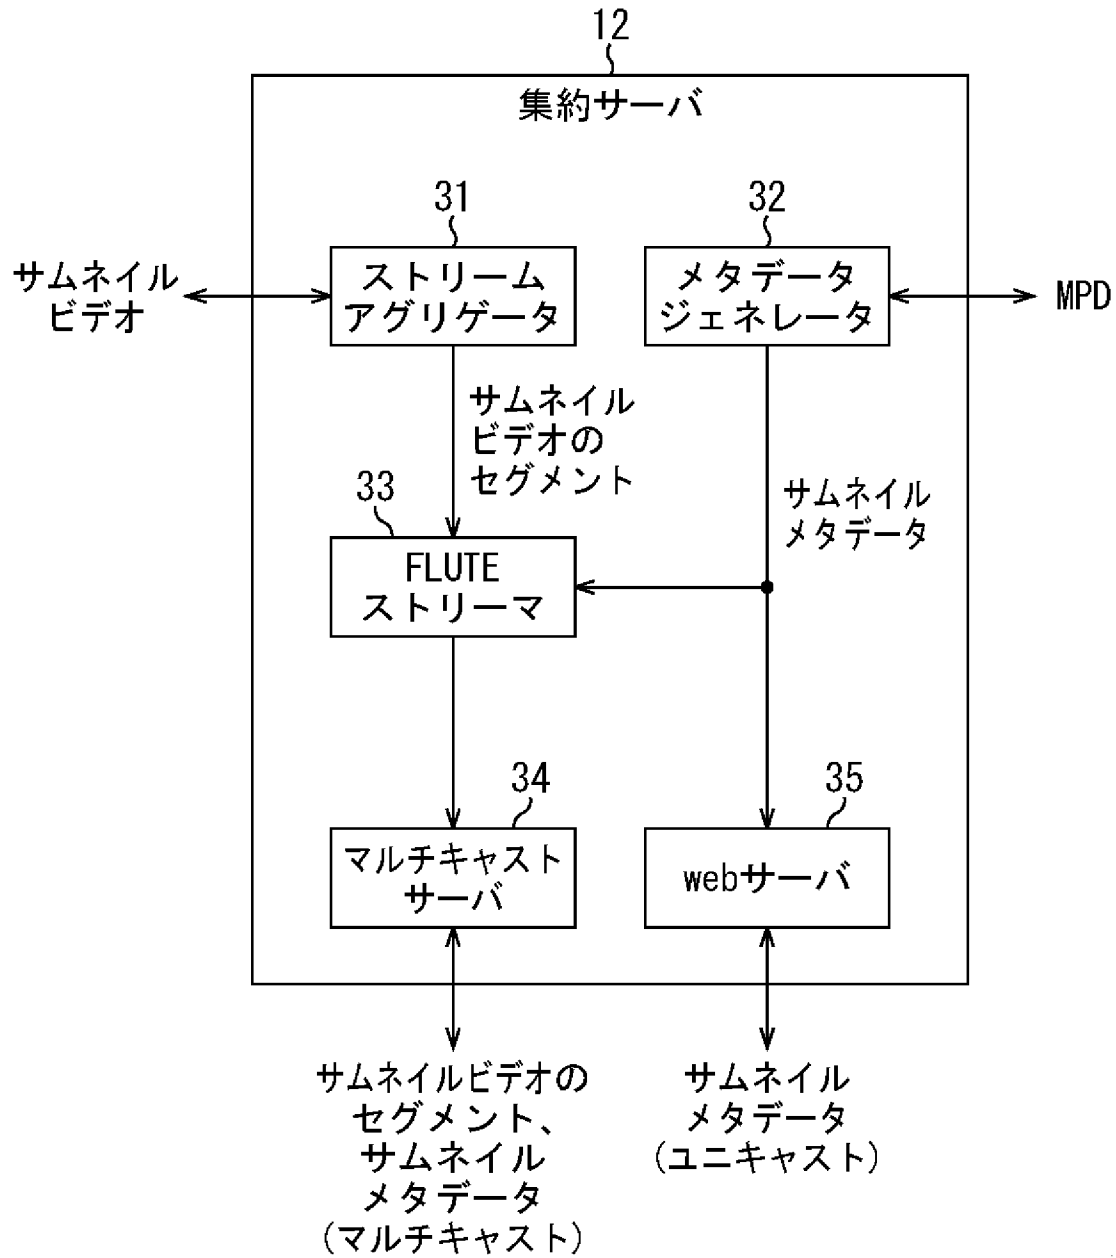 12
集約サーバ
31
32
ストリーム
アグリゲータ
メタデータ
ジェネレータ
サムネイル
ビデオ
MPD
サムネイル
ビデオの
セグメント
サムネイル
メタデータ
33
FLUTE
ストリーマ
34
35
マルチキャスト
サーバ
webサーバ
サムネイルビデオの
セグメント、
サムネイル
メタデータ
(マルチキャスト)
サムネイル
メタデータ
(ユニキャスト)